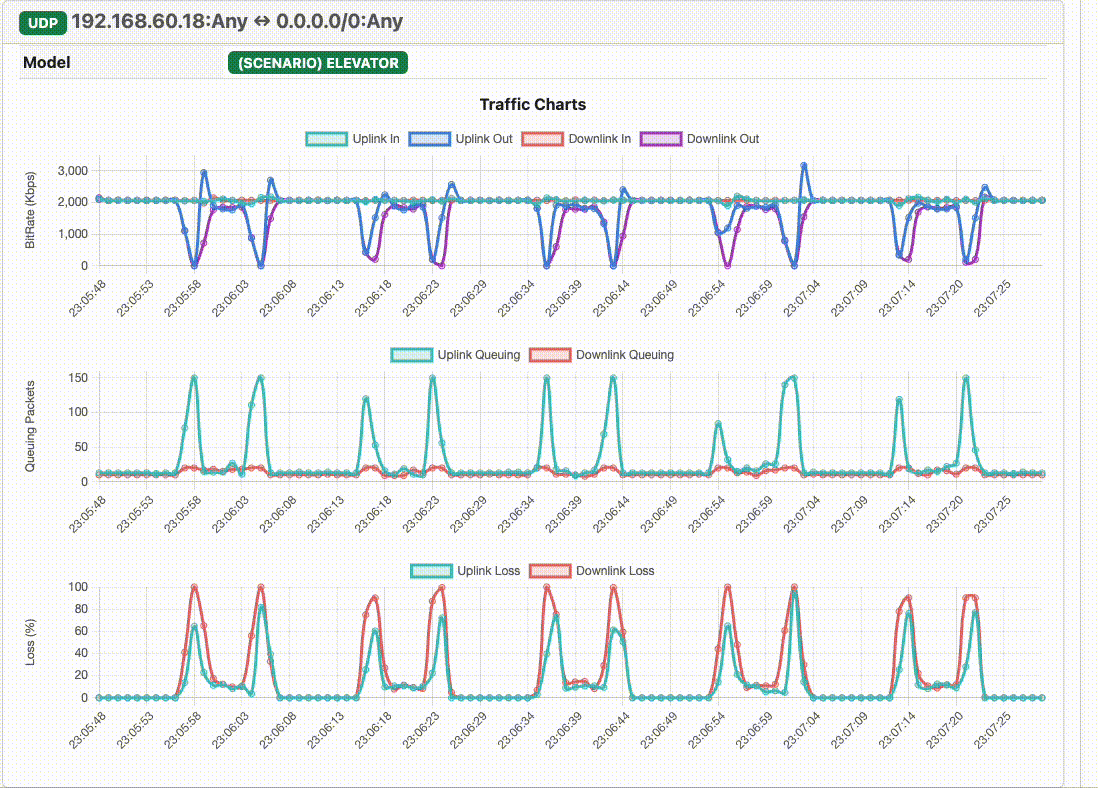 UDP 192.168.60.18:Any ⇔ 0.0.0.0/0:Any
Model (SCENARIO) ELEVATOR
Traffic Charts
Uplink In Uplink Out Downlink In Downlink Out
BitRate (Kbps)
3,000
2,000
1,000
0
23:05:48 23:05:53 23:05:58 23:06:03 23:06:08 23:06:13 23:06:18 23:06:23 23:06:29 23:06:34 23:06:39 23:06:44 23:06:49 23:06:54 23:06:59 23:07:04 23:07:09 23:07:14 23:07:20 23:07:25
Uplink Queuing Downlink Queuing
Queuing Packets
150
100
50
0
23:05:48 23:05:53 23:05:58 23:06:03 23:06:08 23:06:13 23:06:18 23:06:23 23:06:29 23:06:34 23:06:39 23:06:44 23:06:49 23:06:54 23:06:59 23:07:04 23:07:09 23:07:14 23:07:20 23:07:25
Uplink Loss Downlink Loss
Loss (%)
100
80
60
40
20
0
23:05:48 23:05:53 23:05:58 23:06:03 23:06:08 23:06:13 23:06:18 23:06:23 23:06:29 23:06:34 23:06:39 23:06:44 23:06:49 23:06:54 23:06:59 23:07:04 23:07:09 23:07:14 23:07:20 23:07:25